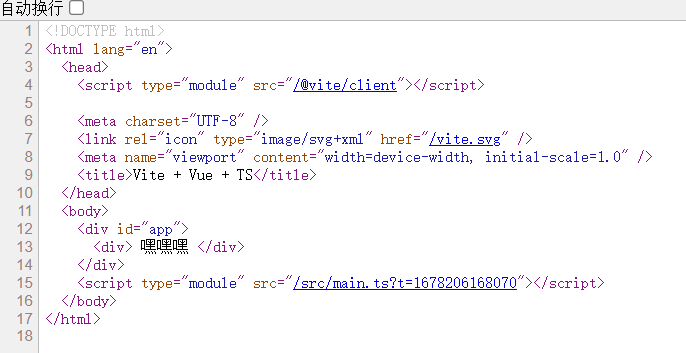 自动换行
1 <!DOCTYPE html>
2 <html lang="en">
3   <head>
4     <script type="module" src="/@vite/client"></script>
5
6     <meta charset="UTF-8" />
7     <link rel="icon" type="image/svg+xml" href="/vite.svg" />
8     <meta name="viewport" content="width=device-width, initial-scale=1.0" />
9     <title>Vite + Vue + TS</title>
10   </head>
11   <body>
12     <div id="app">
13       <div> 嘿嘿嘿 </div>
14     </div>
15     <script type="module" src="/src/main.ts?t=1678206168070"></script>
16   </body>
17 </html>
18